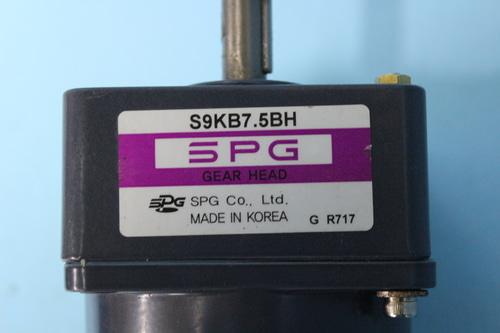 S9KB7.5BH
SPG
GEAR HEAD
SPG SPG Co., Ltd.
MADE IN KOREA G R717